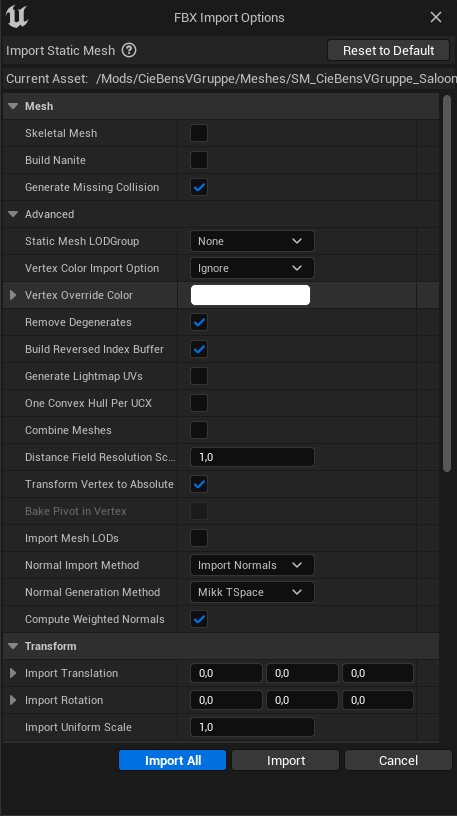 FBX Import Options
Import Static Mesh ?
Reset to Default
Current Asset: /Mods/CieBensVGruppe/Meshes/SM_CieBensVGruppe_Saloon
Mesh
Skeletal Mesh
Build Nanite
Generate Missing Collision
Advanced
Static Mesh LODGroup None
Vertex Color Import Option Ignore
Vertex Override Color
Remove Degenerates
Build Reversed Index Buffer
Generate Lightmap UVs
One Convex Hull Per UCX
Combine Meshes
Distance Field Resolution Sc... 1,0
Transform Vertex to Absolute
Bake Pivot in Vertex
Import Mesh LODs
Normal Import Method Import Normals
Normal Generation Method Mikk TSpace
Compute Weighted Normals
Transform
Import Translation 0,0 0,0 0,0
Import Rotation 0,0 0,0 0,0
Import Uniform Scale 1,0
Import All Import Cancel